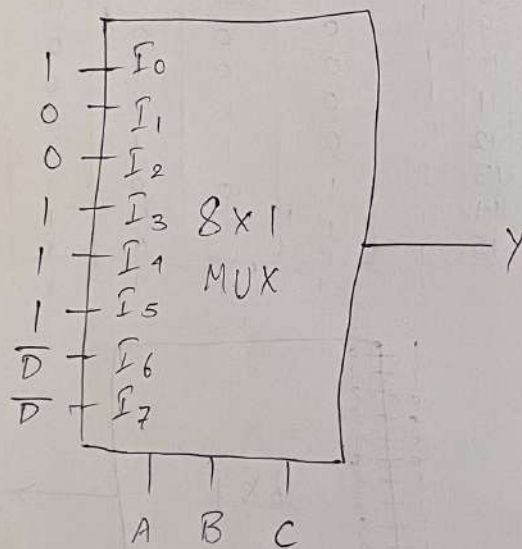 1 I₀
0 I₁
0 I₂
1 I₃ 8X1
1 I₄ MUX
1 I₅
D̅ I₆
D̅ I₇
Y
A B C